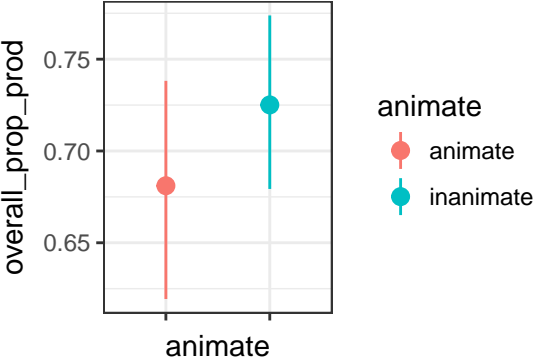 overall_prop_prod
0.75
0.70
0.65
animate
animate
animate
inanimate